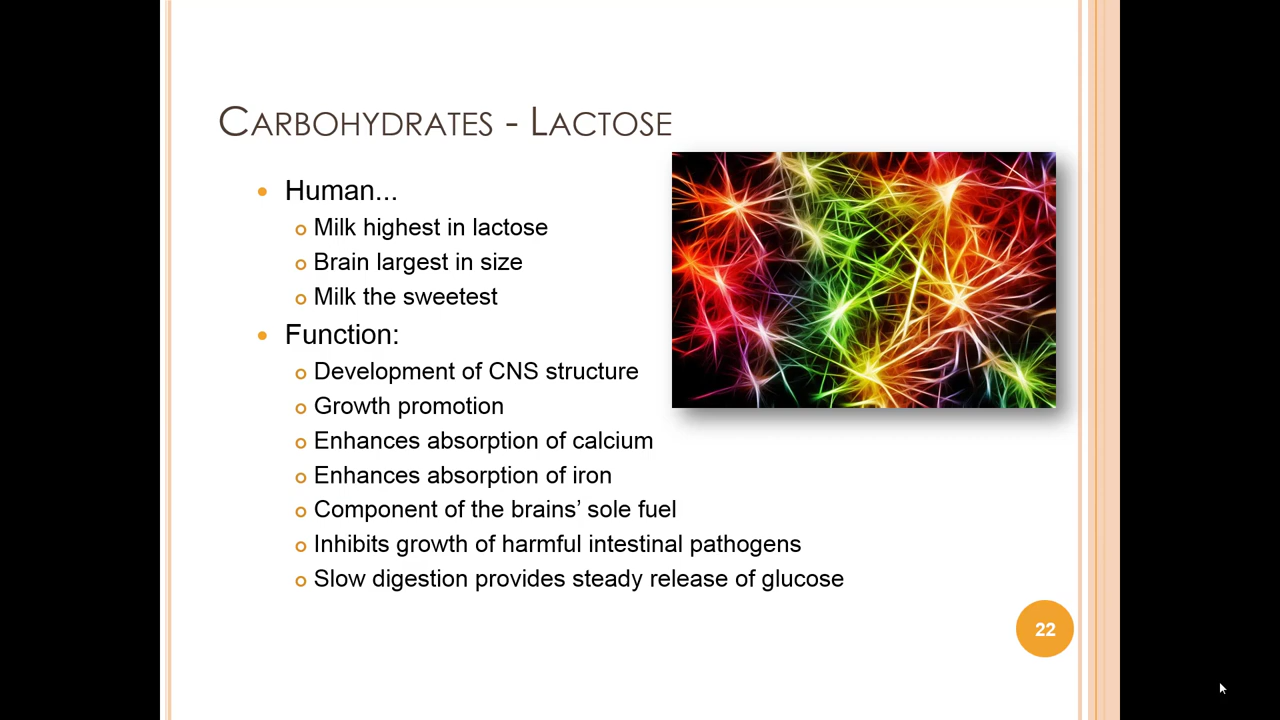 Carbohydrates - Lactose
Human...
Milk highest in lactose
Brain largest in size
Milk the sweetest
Function:
Development of CNS structure
Growth promotion
Enhances absorption of calcium
Enhances absorption of iron
Component of the brains’ sole fuel
Inhibits growth of harmful intestinal pathogens
Slow digestion provides steady release of glucose
22